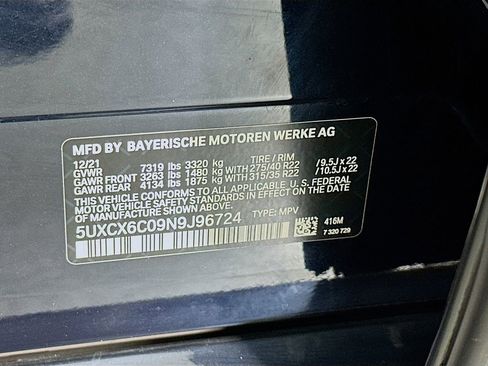 MFD BY BAYERISCHE MOTOREN WERKE AG
12/21 TIRE / RIM
GVWR 7319 lbs 3320 kg
GAWR FRONT 3263 lbs 1480 kg WITH 275/40 R22 / 9.5J x 22
GAWR REAR 4134 lbs 1875 kg WITH 315/35 R22 / 10.5J x 22
THIS VEHICLE CONFORMS TO ALL APPLICABLE U.S. FEDERAL
MOTOR VEHICLE SAFETY STANDARDS IN EFFECT ON THE
DATE OF MANUFACTURE SHOWN ABOVE.
5UXCX6C09N9J96724 TYPE: MPV
416M
7 320 729